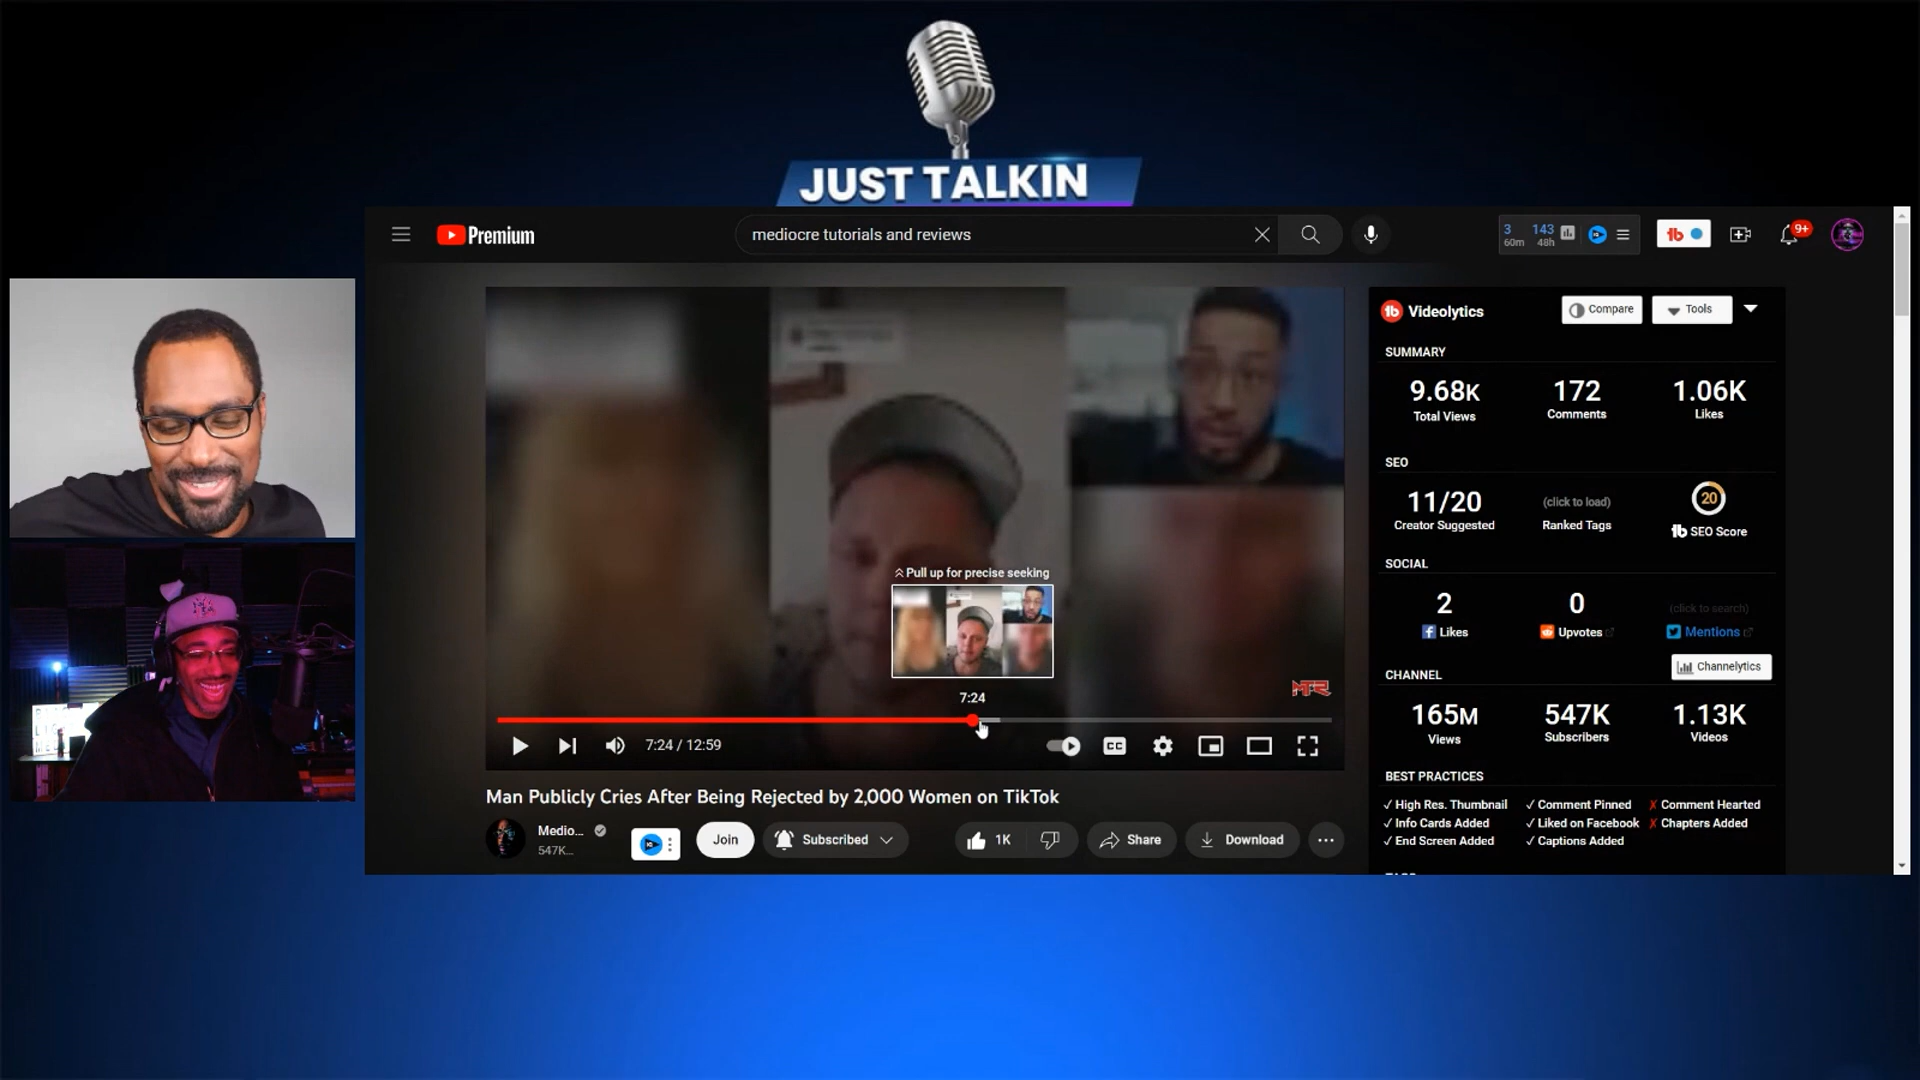 JUST TALKIN
Premium
mediocre tutorials and reviews
3 143
60m 48h
9+
Videolytics
Compare
Tools
SUMMARY
9.68K 172 1.06K
Total Views Comments Likes
SEO
11/20 (click to load) 20
Creator Suggested Ranked Tags SEO Score
SOCIAL
2 0 (click to search)
Likes Upvotes Mentions
Channelytics
CHANNEL
165M 547K 1.13K
Views Subscribers Videos
BEST PRACTICES
✓ High Res. Thumbnail ✓ Comment Pinned ✗ Comment Hearted
✓ Info Cards Added ✓ Liked on Facebook ✗ Chapters Added
✓ End Screen Added ✓ Captions Added
Pull up for precise seeking
7:24
MTR
7:24 / 12:59
CC
Man Publicly Cries After Being Rejected by 2,000 Women on TikTok
Medio...
547K...
Join
Subscribed
1K
Share
Download